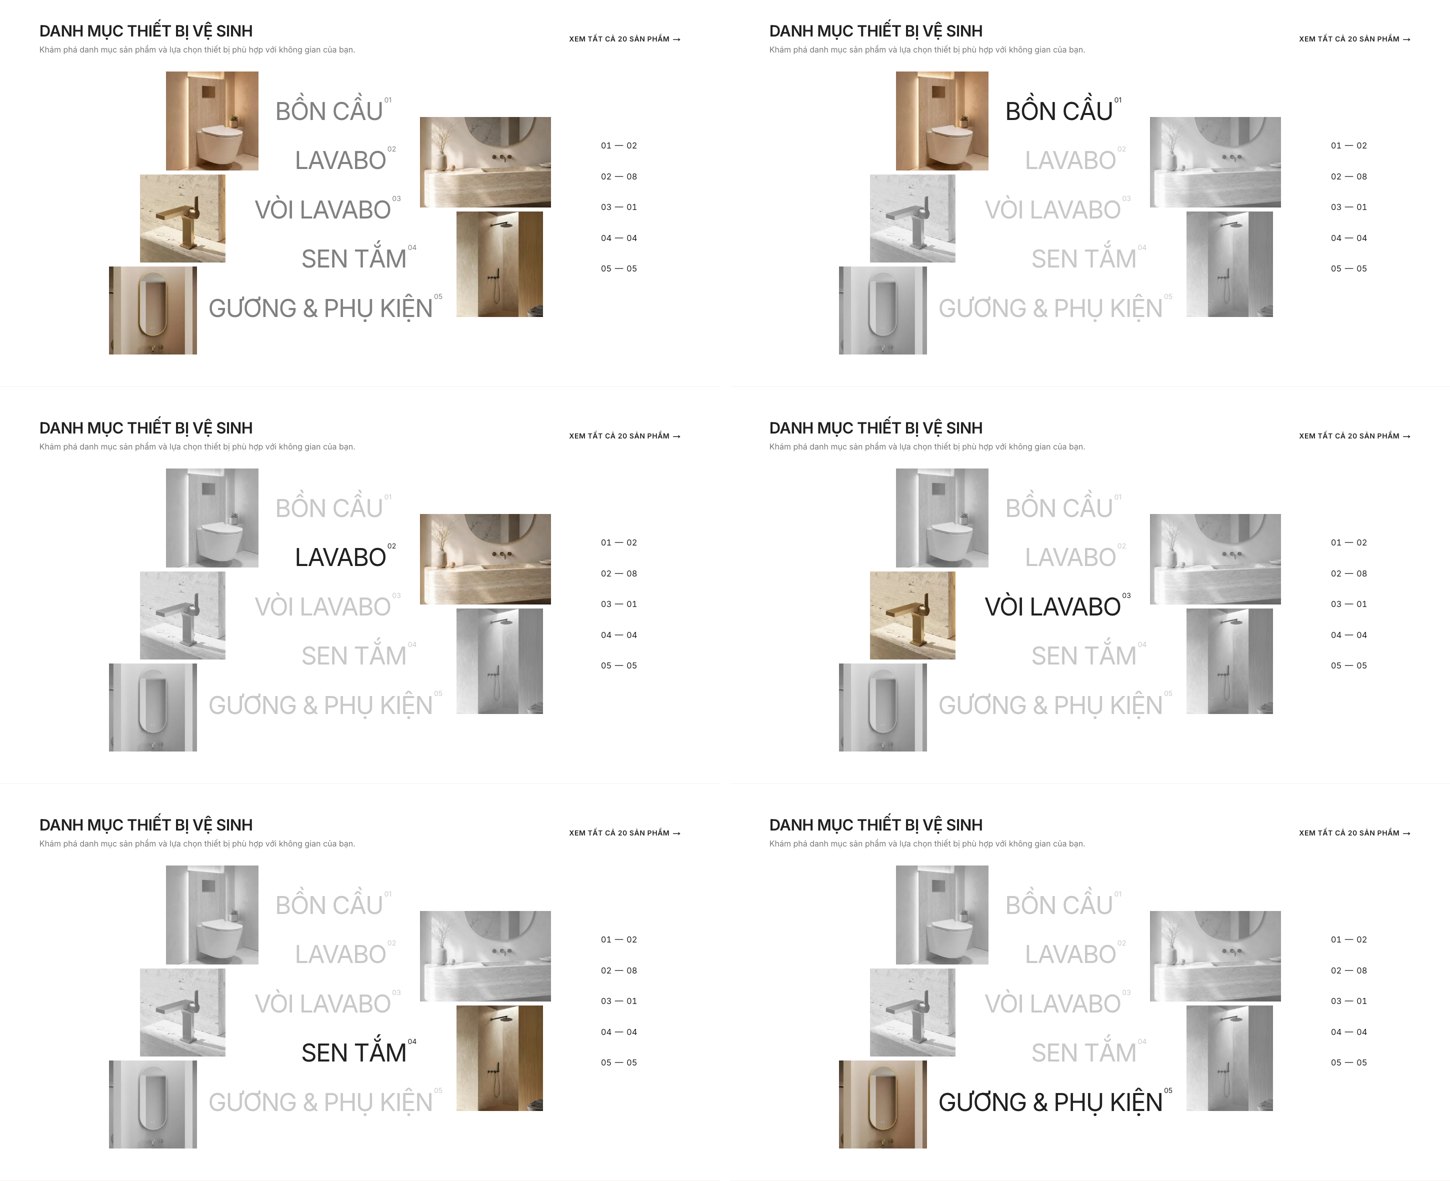 DANH MỤC THIẾT BỊ VỆ SINH
Khám phá danh mục sản phẩm và lựa chọn thiết bị phù hợp với không gian của bạn.
XEM TẤT CẢ 20 SẢN PHẨM →
BỒN CẦU 01
LAVABO 02
VÒI LAVABO 03
SEN TẮM 04
GƯƠNG & PHỤ KIỆN 05
01 — 02
02 — 08
03 — 01
04 — 04
05 — 05
DANH MỤC THIẾT BỊ VỆ SINH
Khám phá danh mục sản phẩm và lựa chọn thiết bị phù hợp với không gian của bạn.
XEM TẤT CẢ 20 SẢN PHẨM →
BỒN CẦU 01
LAVABO 02
VÒI LAVABO 03
SEN TẮM 04
GƯƠNG & PHỤ KIỆN 05
01 — 02
02 — 08
03 — 01
04 — 04
05 — 05
DANH MỤC THIẾT BỊ VỆ SINH
Khám phá danh mục sản phẩm và lựa chọn thiết bị phù hợp với không gian của bạn.
XEM TẤT CẢ 20 SẢN PHẨM →
BỒN CẦU 01
LAVABO 02
VÒI LAVABO 03
SEN TẮM 04
GƯƠNG & PHỤ KIỆN 05
01 — 02
02 — 08
03 — 01
04 — 04
05 — 05
DANH MỤC THIẾT BỊ VỆ SINH
Khám phá danh mục sản phẩm và lựa chọn thiết bị phù hợp với không gian của bạn.
XEM TẤT CẢ 20 SẢN PHẨM →
BỒN CẦU 01
LAVABO 02
VÒI LAVABO 03
SEN TẮM 04
GƯƠNG & PHỤ KIỆN 05
01 — 02
02 — 08
03 — 01
04 — 04
05 — 05
DANH MỤC THIẾT BỊ VỆ SINH
Khám phá danh mục sản phẩm và lựa chọn thiết bị phù hợp với không gian của bạn.
XEM TẤT CẢ 20 SẢN PHẨM →
BỒN CẦU 01
LAVABO 02
VÒI LAVABO 03
SEN TẮM 04
GƯƠNG & PHỤ KIỆN 05
01 — 02
02 — 08
03 — 01
04 — 04
05 — 05
DANH MỤC THIẾT BỊ VỆ SINH
Khám phá danh mục sản phẩm và lựa chọn thiết bị phù hợp với không gian của bạn.
XEM TẤT CẢ 20 SẢN PHẨM →
BỒN CẦU 01
LAVABO 02
VÒI LAVABO 03
SEN TẮM 04
GƯƠNG & PHỤ KIỆN 05
01 — 02
02 — 08
03 — 01
04 — 04
05 — 05